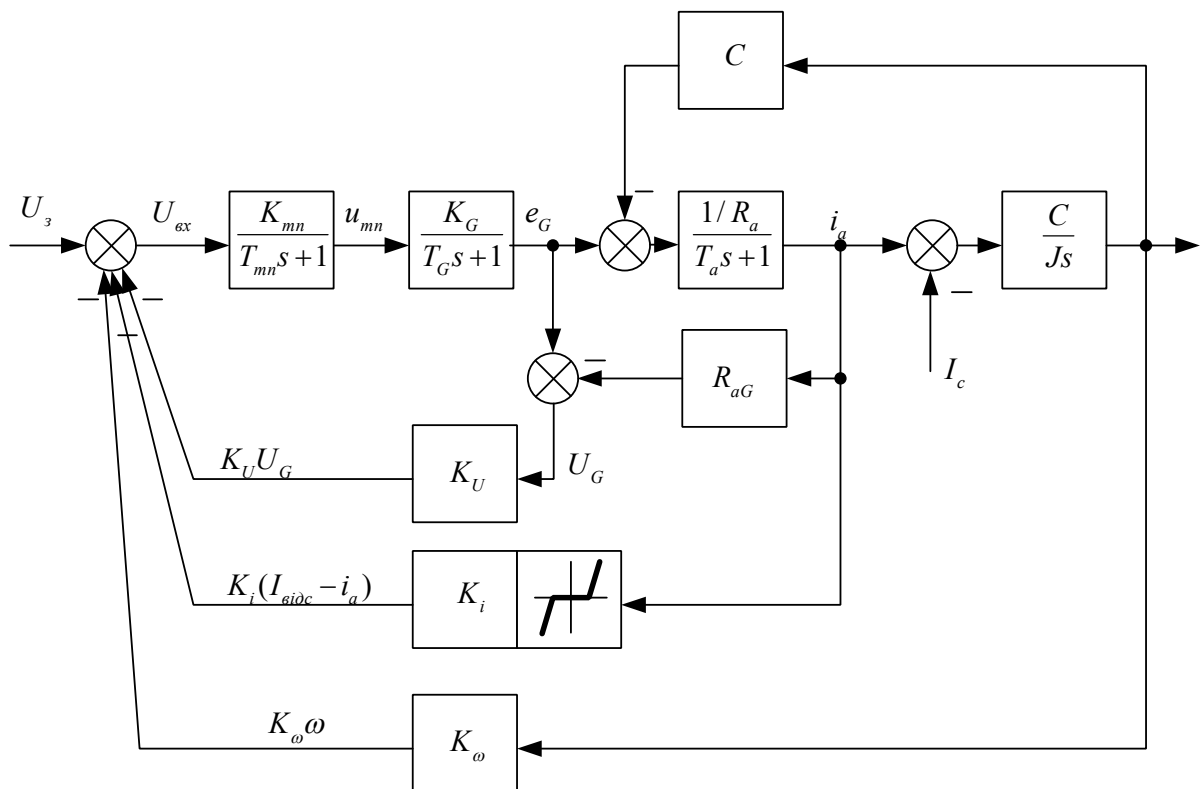 C
U_з
U_вх
K_тп / (T_тп s + 1)
u_тп
K_G / (T_G s + 1)
e_G
−
1/R_a / (T_a s + 1)
i_a
−
C / Js
− − −
−
R_aG
I_c
K_U U_G
K_U
U_G
K_i(I_відс − i_a)
K_i
K_ω ω
K_ω